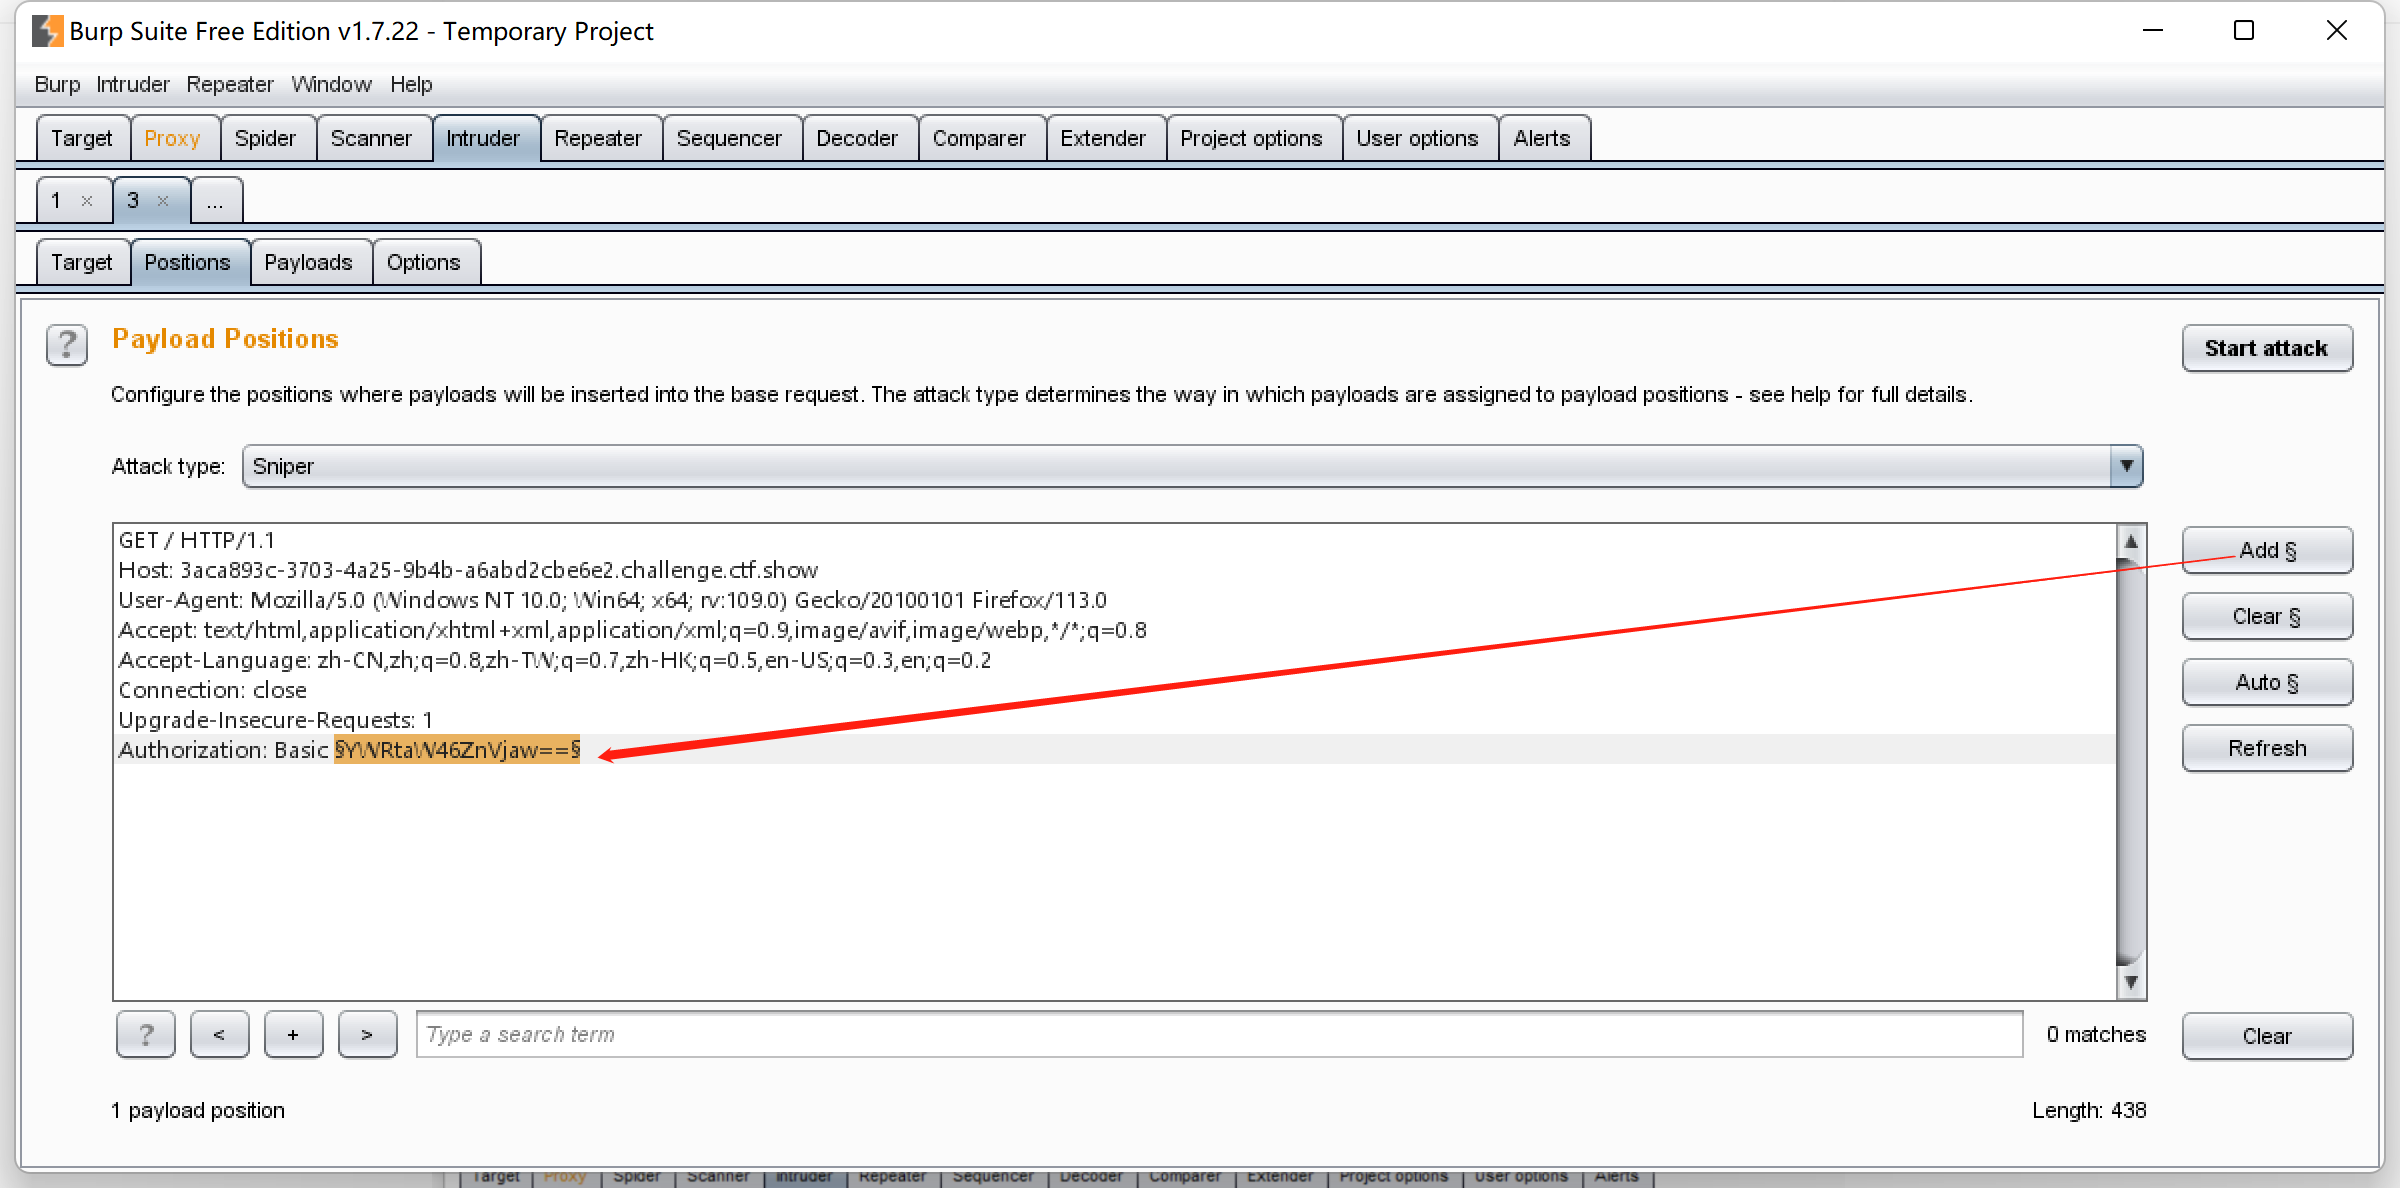 Burp Suite Free Edition v1.7.22 - Temporary Project
Burp Intruder Repeater Window Help
Target Proxy Spider Scanner Intruder Repeater Sequencer Decoder Comparer Extender Project options User options Alerts
1 × 3 × ...
Target Positions Payloads Options
? Payload Positions
Start attack
Configure the positions where payloads will be inserted into the base request. The attack type determines the way in which payloads are assigned to payload positions - see help for full details.
Attack type: Sniper
GET / HTTP/1.1
Host: 3aca893c-3703-4a25-9b4b-a6abd2cbe6e2.challenge.ctf.show
User-Agent: Mozilla/5.0 (Windows NT 10.0; Win64; x64; rv:109.0) Gecko/20100101 Firefox/113.0
Accept: text/html,application/xhtml+xml,application/xml;q=0.9,image/avif,image/webp,*/*;q=0.8
Accept-Language: zh-CN,zh;q=0.8,zh-TW;q=0.7,zh-HK;q=0.5,en-US;q=0.3,en;q=0.2
Connection: close
Upgrade-Insecure-Requests: 1
Authorization: Basic §YWRtaW46ZnVjaw==§
Add §
Clear §
Auto §
Refresh
? < + > Type a search term 0 matches Clear
1 payload position Length: 438
Target Proxy Spider Scanner Intruder Repeater Sequencer Decoder Comparer Extender Project options User options Alerts